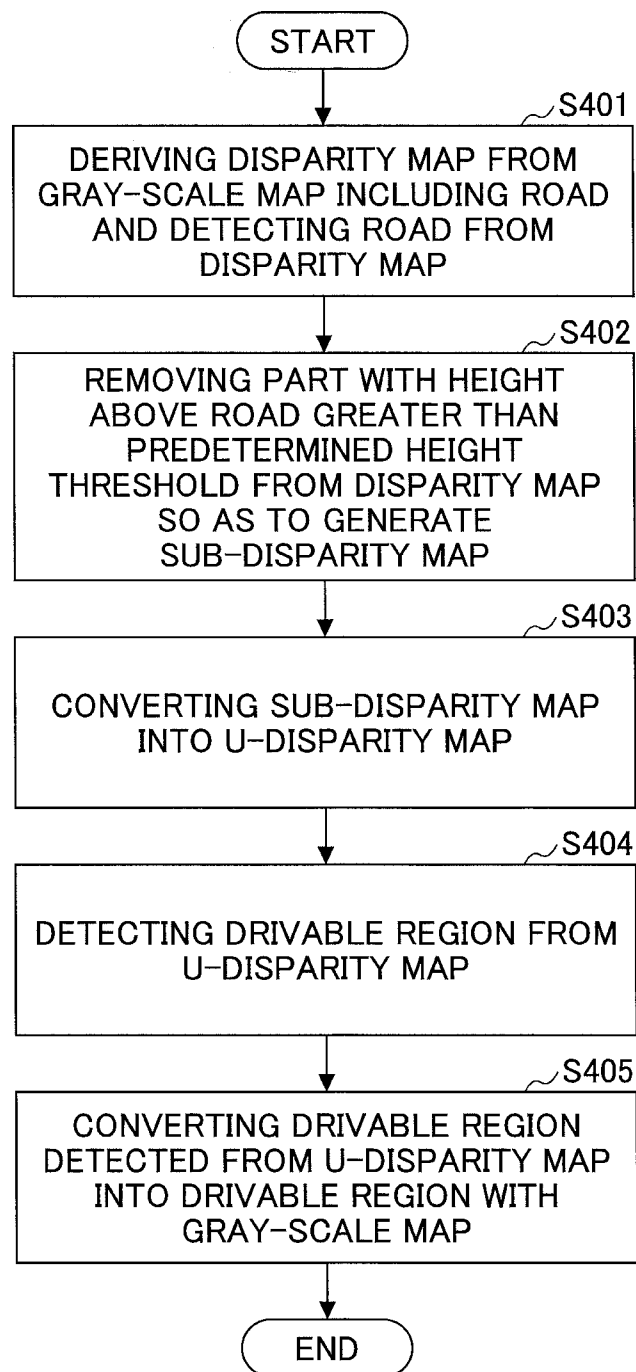 START
S401
DERIVING DISPARITY MAP FROM
GRAY-SCALE MAP INCLUDING ROAD
AND DETECTING ROAD FROM
DISPARITY MAP
S402
REMOVING PART WITH HEIGHT
ABOVE ROAD GREATER THAN
PREDETERMINED HEIGHT
THRESHOLD FROM DISPARITY MAP
SO AS TO GENERATE
SUB-DISPARITY MAP
S403
CONVERTING SUB-DISPARITY MAP
INTO U-DISPARITY MAP
S404
DETECTING DRIVABLE REGION FROM
U-DISPARITY MAP
S405
CONVERTING DRIVABLE REGION
DETECTED FROM U-DISPARITY MAP
INTO DRIVABLE REGION WITH
GRAY-SCALE MAP
END